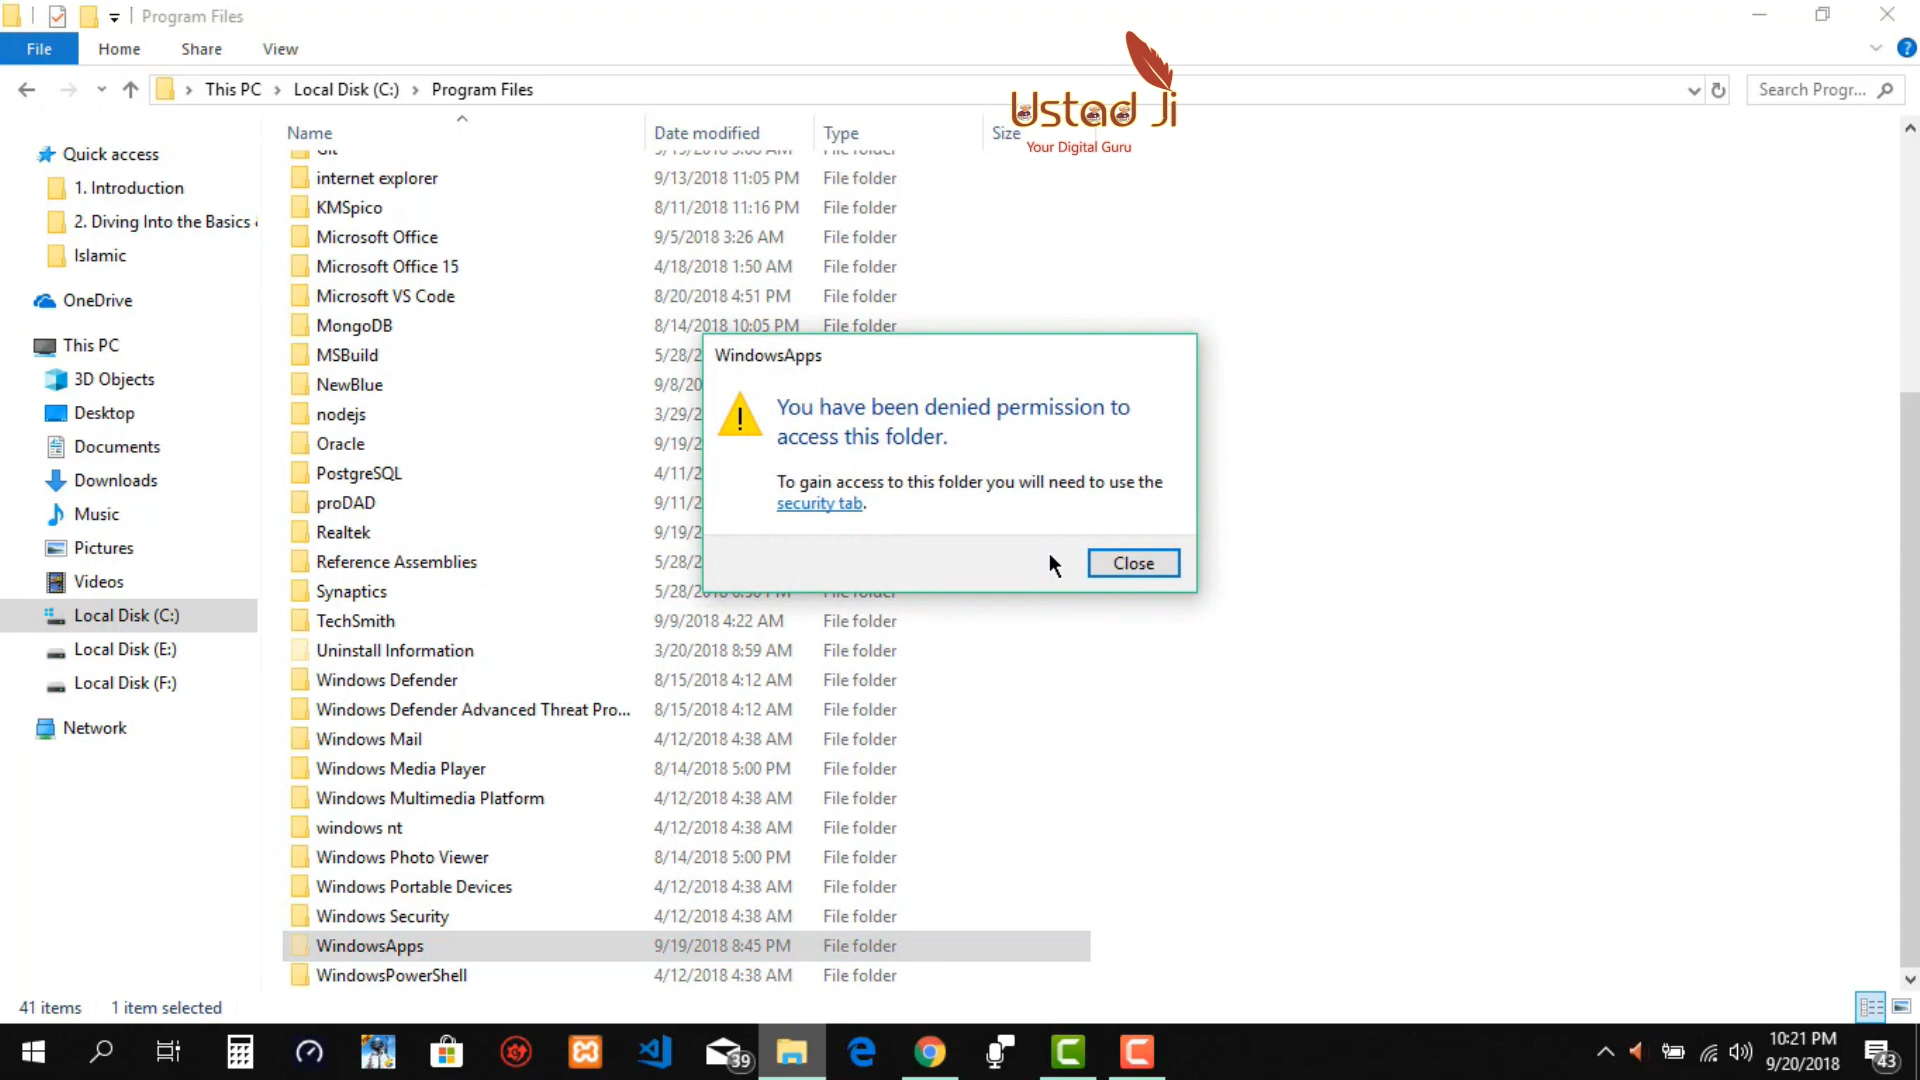 Program Files
File Home Share View
This PC Local Disk (C:) Program Files
Search Progr...
Ustad Ji
Your Digital Guru
Name Date modified Type Size
Quick access
1. Introduction
2. Diving Into the Basics
Islamic
OneDrive
This PC
3D Objects
Desktop
Documents
Downloads
Music
Pictures
Videos
Local Disk (C:)
Local Disk (E:)
Local Disk (F:)
Network
Git
internet explorer 9/13/2018 11:05 PM File folder
KMSpico 8/11/2018 11:16 PM File folder
Microsoft Office 9/5/2018 3:26 AM File folder
Microsoft Office 15 4/18/2018 1:50 AM File folder
Microsoft VS Code 8/20/2018 4:51 PM File folder
MongoDB 8/14/2018 10:05 PM File folder
MSBuild 5/28/2
NewBlue 9/8/20
nodejs 3/29/2
Oracle 9/19/2
PostgreSQL 4/11/2
proDAD 9/11/2
Realtek 9/19/2
Reference Assemblies 5/28/2
Synaptics
TechSmith 9/9/2018 4:22 AM File folder
Uninstall Information 3/20/2018 8:59 AM File folder
Windows Defender 8/15/2018 4:12 AM File folder
Windows Defender Advanced Threat Pro... 8/15/2018 4:12 AM File folder
Windows Mail 4/12/2018 4:38 AM File folder
Windows Media Player 8/14/2018 5:00 PM File folder
Windows Multimedia Platform 4/12/2018 4:38 AM File folder
windows nt 4/12/2018 4:38 AM File folder
Windows Photo Viewer 8/14/2018 5:00 PM File folder
Windows Portable Devices 4/12/2018 4:38 AM File folder
Windows Security 4/12/2018 4:38 AM File folder
WindowsApps 9/19/2018 8:45 PM File folder
WindowsPowerShell 4/12/2018 4:38 AM File folder
WindowsApps
You have been denied permission to
access this folder.
To gain access to this folder you will need to use the
security tab.
Close
41 items 1 item selected
39
10:21 PM
9/20/2018
43